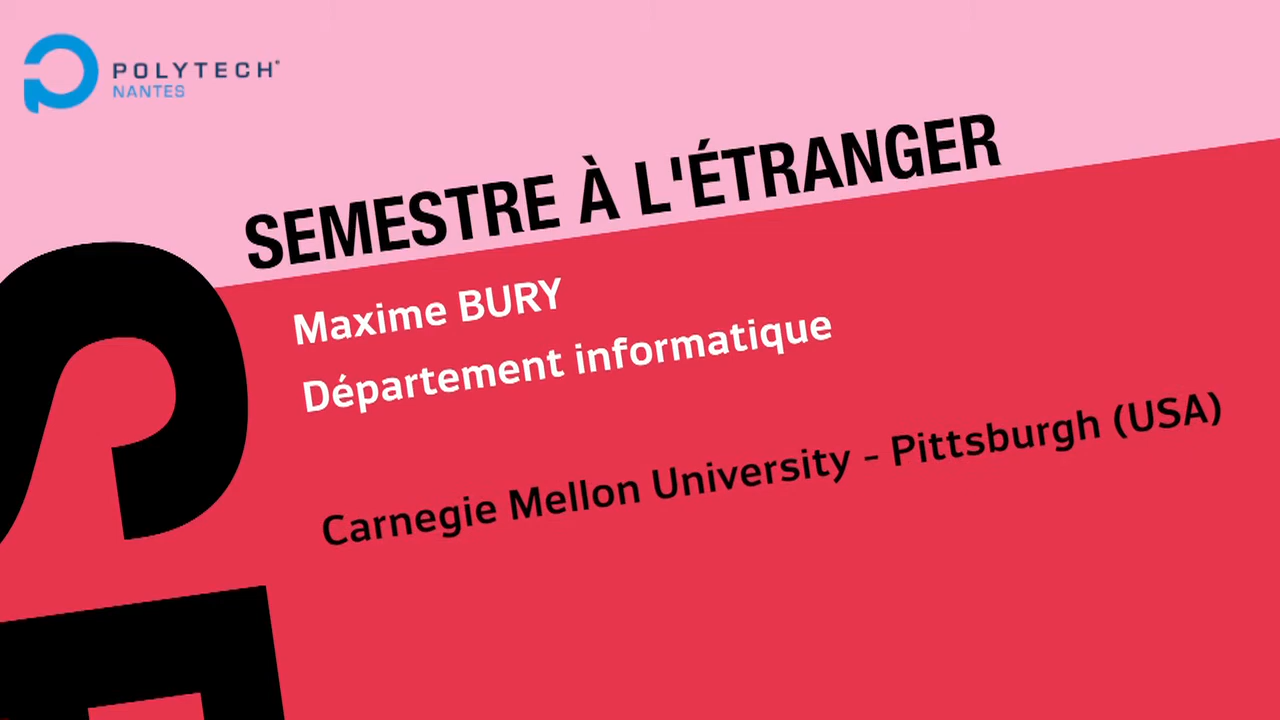 POLYTECH
NANTES
SEMESTRE À L'ÉTRANGER
Maxime BURY
Département informatique
Carnegie Mellon University - Pittsburgh (USA)